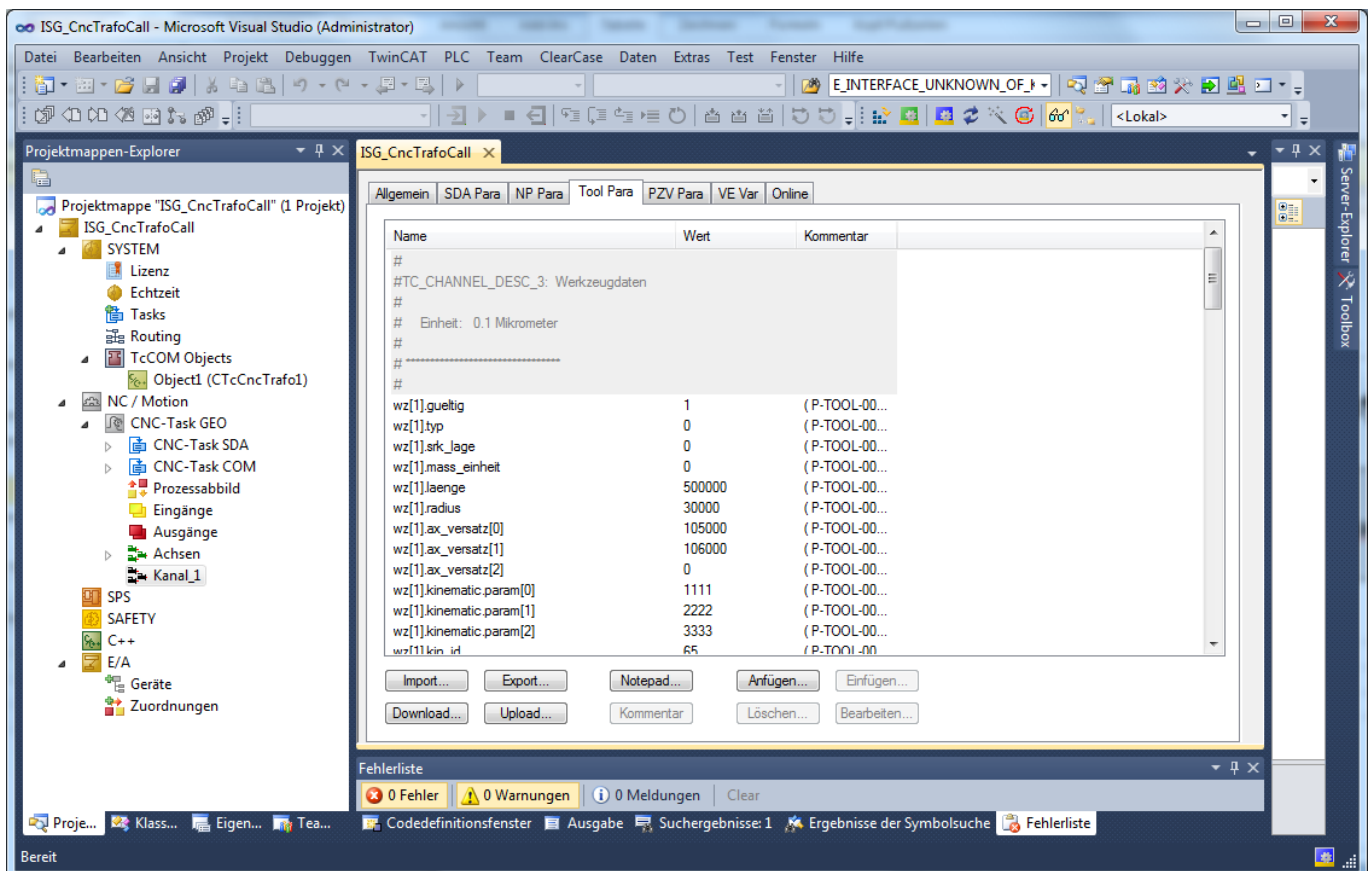 ISG_CncTrafoCall - Microsoft Visual Studio (Administrator)
Datei Bearbeiten Ansicht Projekt Debuggen TwinCAT PLC Team ClearCase Daten Extras Test Fenster Hilfe
E_INTERFACE_UNKNOWN_OF_K
<Lokal>
Projektmappen-Explorer
Projektmappe "ISG_CncTrafoCall" (1 Projekt)
ISG_CncTrafoCall
SYSTEM
Lizenz
Echtzeit
Tasks
Routing
TcCOM Objects
Object1 (CTcCncTrafo1)
NC / Motion
CNC-Task GEO
CNC-Task SDA
CNC-Task COM
Prozessabbild
Eingänge
Ausgänge
Achsen
Kanal_1
SPS
SAFETY
C++
E/A
Geräte
Zuordnungen
Proje... Klass... Eigen... Tea...
ISG_CncTrafoCall
Allgemein SDA Para NP Para Tool Para PZV Para VE Var Online
Name Wert Kommentar
#
#TC_CHANNEL_DESC_3: Werkzeugdaten
#
# Einheit: 0.1 Mikrometer
#
# **********************************
#
wz[1].gueltig 1 ( P-TOOL-00...
wz[1].typ 0 ( P-TOOL-00...
wz[1].srk_lage 0 ( P-TOOL-00...
wz[1].mass_einheit 0 ( P-TOOL-00...
wz[1].laenge 500000 ( P-TOOL-00...
wz[1].radius 30000 ( P-TOOL-00...
wz[1].ax_versatz[0] 105000 ( P-TOOL-00...
wz[1].ax_versatz[1] 106000 ( P-TOOL-00...
wz[1].ax_versatz[2] 0 ( P-TOOL-00...
wz[1].kinematic.param[0] 1111 ( P-TOOL-00...
wz[1].kinematic.param[1] 2222 ( P-TOOL-00...
wz[1].kinematic.param[2] 3333 ( P-TOOL-00...
wz[1].kin_id 65 ( P-TOOL-00
Import... Export... Notepad... Anfügen... Einfügen...
Download... Upload... Kommentar Löschen... Bearbeiten...
Fehlerliste
0 Fehler 0 Warnungen 0 Meldungen Clear
Codedefinitionsfenster Ausgabe Suchergebnisse: 1 Ergebnisse der Symbolsuche Fehlerliste
Server-Explorer
Toolbox
Bereit